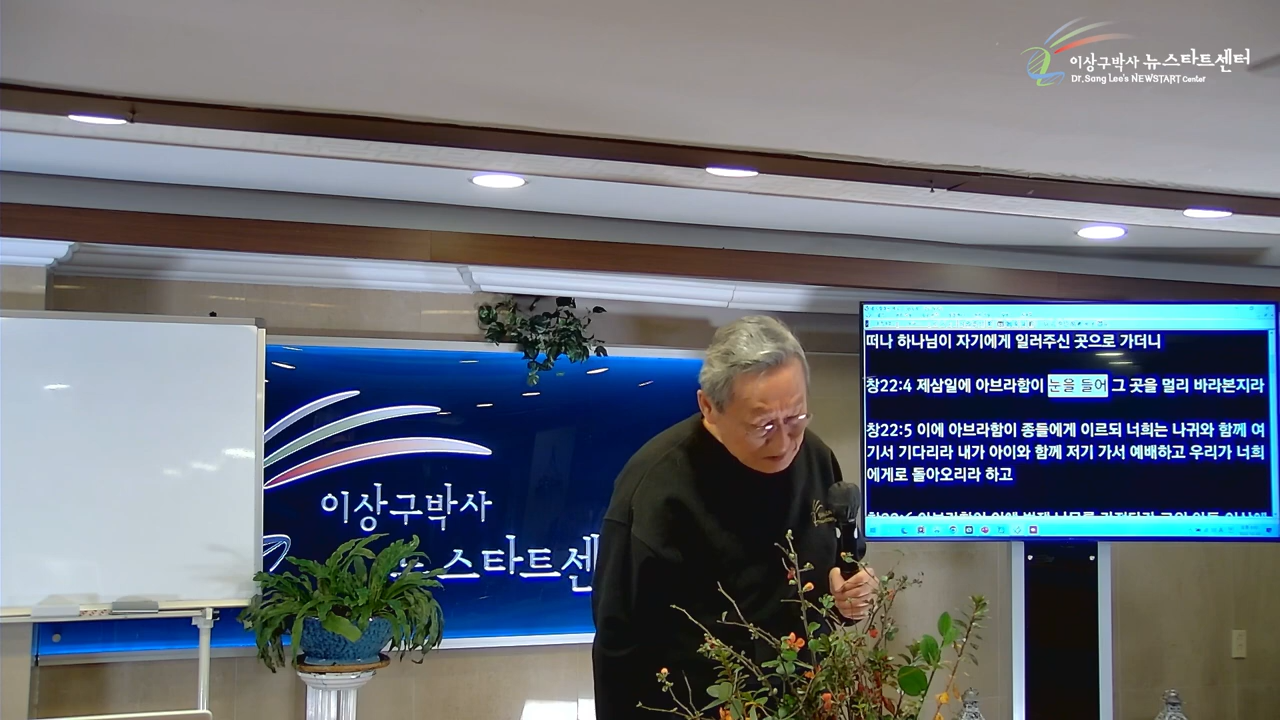 이상구박사 뉴스타트센터
Dr. Sang Lee's NEWSTART Center
떠나 하나님이 자기에게 일러주신 곳으로 가더니
창22:4 제삼일에 아브라함이 눈을 들어 그 곳을 멀리 바라본지라
창22:5 이에 아브라함이 종들에게 이르되 너희는 나귀와 함께 여
기서 기다리라 내가 아이와 함께 저기 가서 예배하고 우리가 너희
에게로 돌아오리라 하고
이상구박사
뉴스타트센